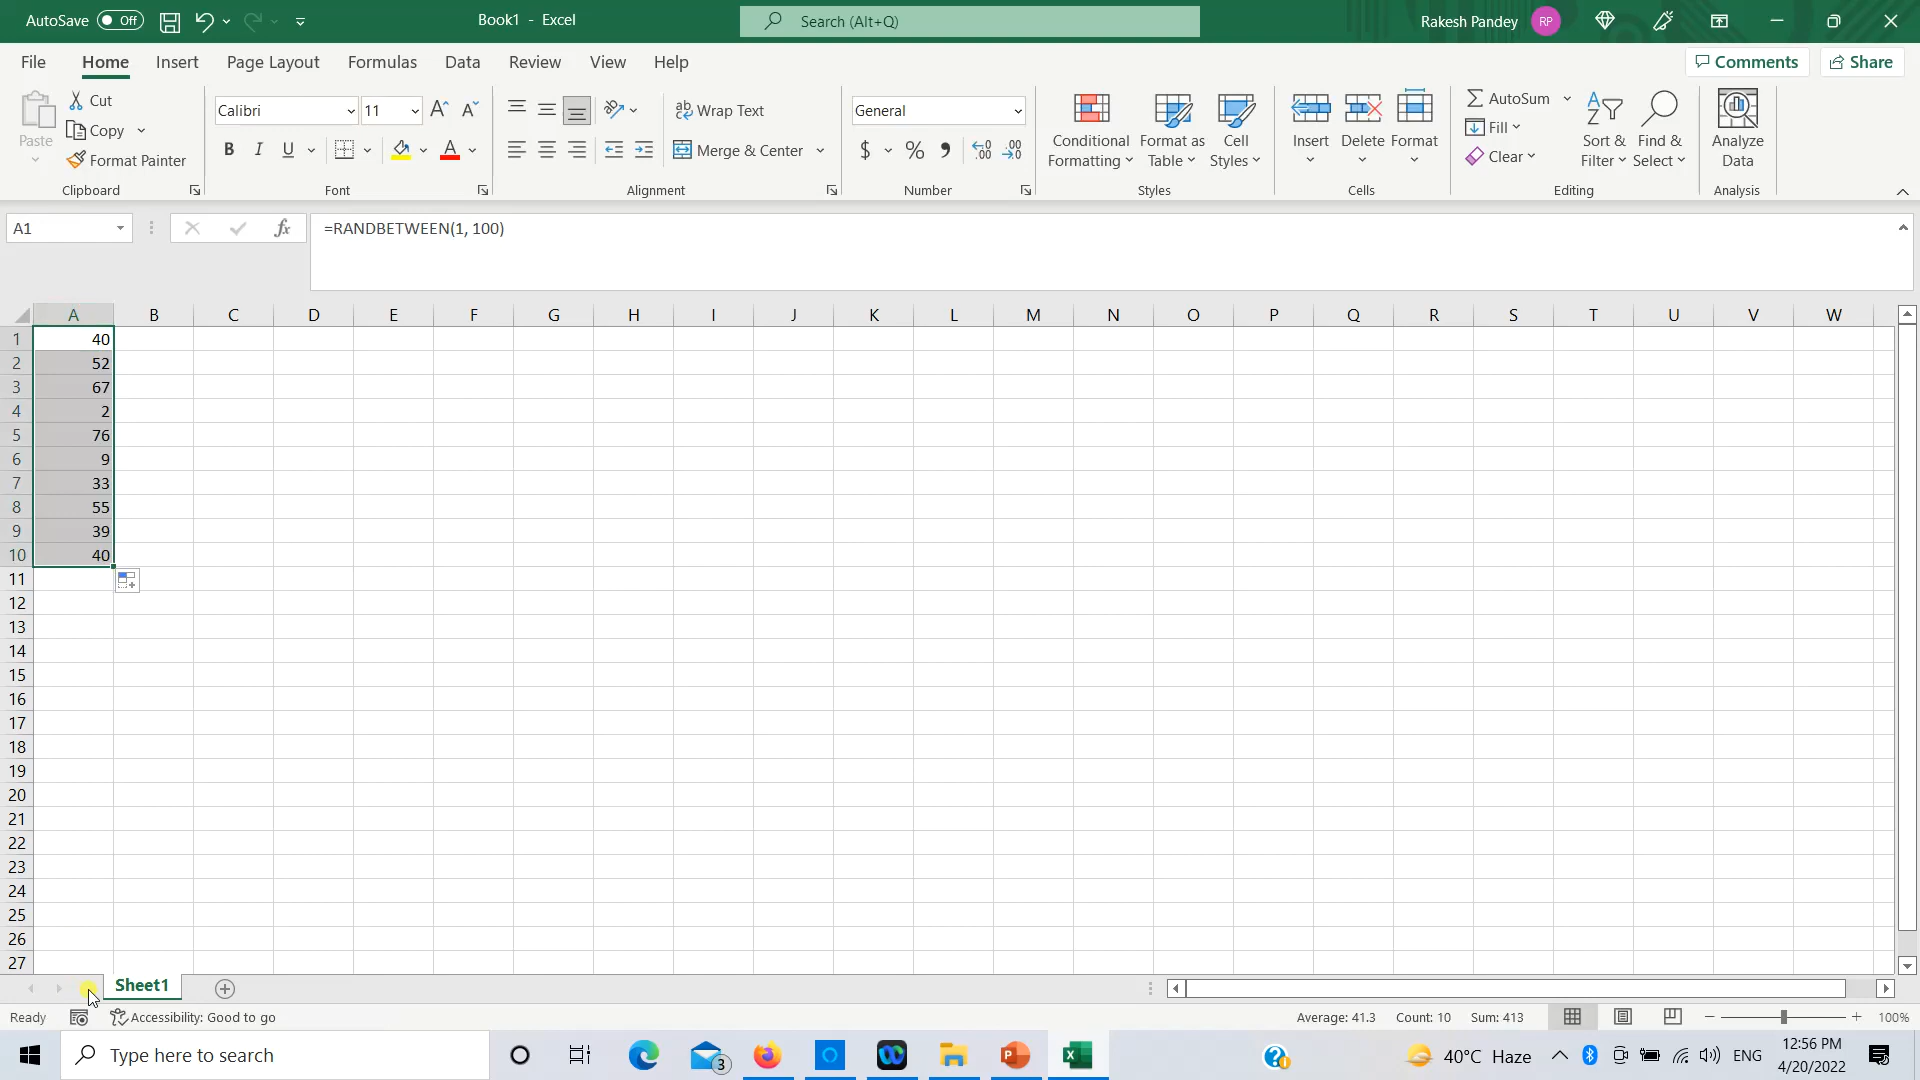 AutoSave Off Book1 - Excel Search (Alt+Q) Rakesh Pandey RP
File Home Insert Page Layout Formulas Data Review View Help Comments Share
Paste Cut Copy Format Painter Clipboard
Calibri 11 B I U A Font
Wrap Text Merge & Center Alignment
General $ % , Number
Conditional Formatting Format as Table Cell Styles Styles
Insert Delete Format Cells
AutoSum Fill Clear Sort & Filter Find & Select Editing
Analyze Data Analysis
A1 fx =RANDBETWEEN(1, 100)
A B C D E F G H I J K L M N O P Q R S T U V W
1 40
2 52
3 67
4 2
5 76
6 9
7 33
8 55
9 39
10 40
11
12
13
14
15
16
17
18
19
20
21
22
23
24
25
26
27
Sheet1
Ready Accessibility: Good to go Average: 41.3 Count: 10 Sum: 413 100%
Type here to search 3 40°C Haze ENG 12:56 PM
4/20/2022